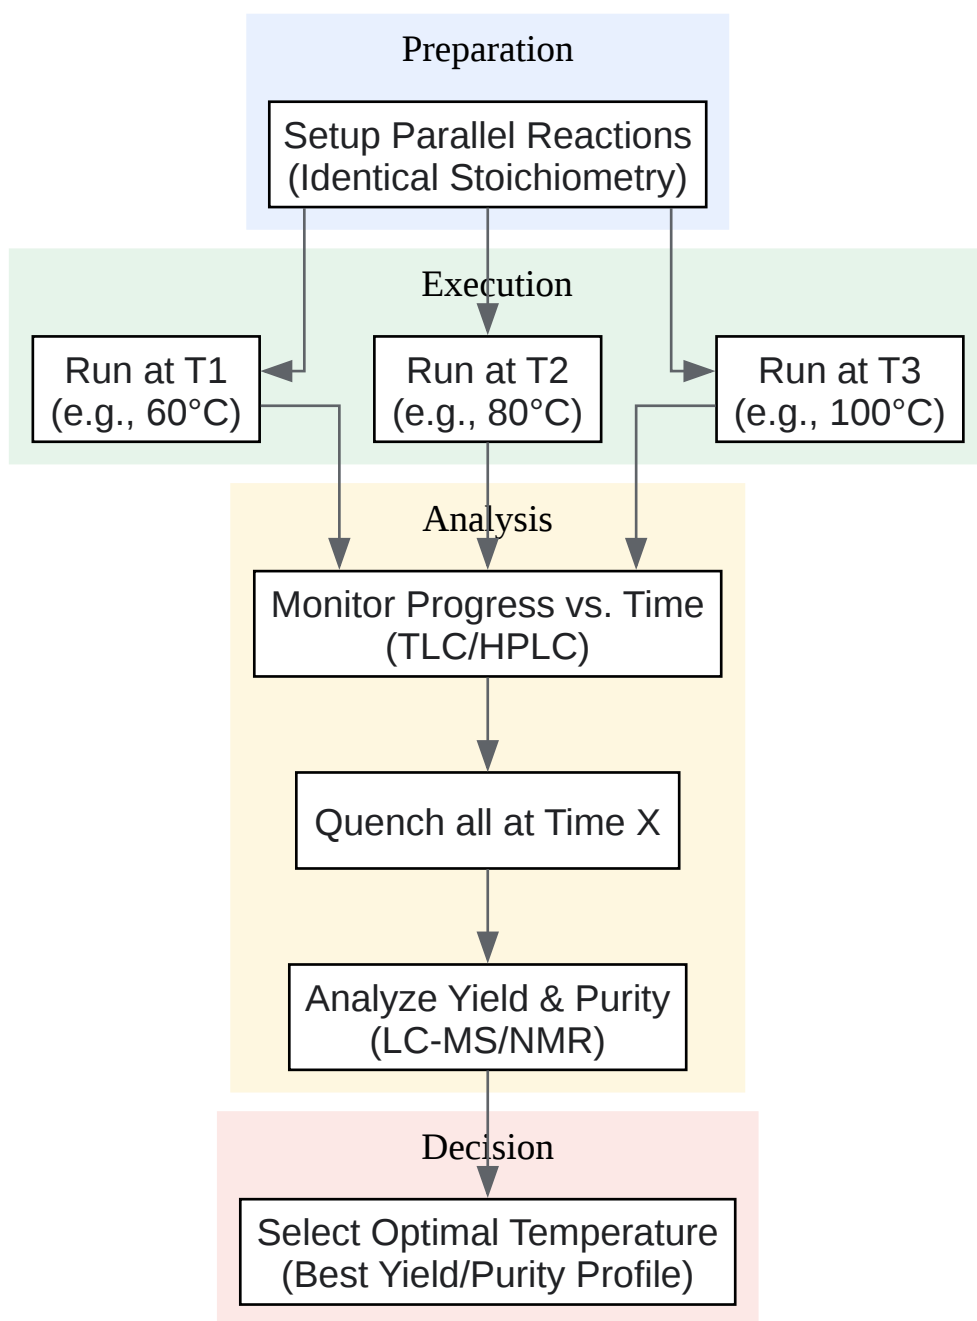 Preparation
Setup Parallel Reactions
(Identical Stoichiometry)
Execution
Run at T1
(e.g., 60°C)
Run at T2
(e.g., 80°C)
Run at T3
(e.g., 100°C)
Analysis
Monitor Progress vs. Time
(TLC/HPLC)
Quench all at Time X
Analyze Yield & Purity
(LC-MS/NMR)
Decision
Select Optimal Temperature
(Best Yield/Purity Profile)